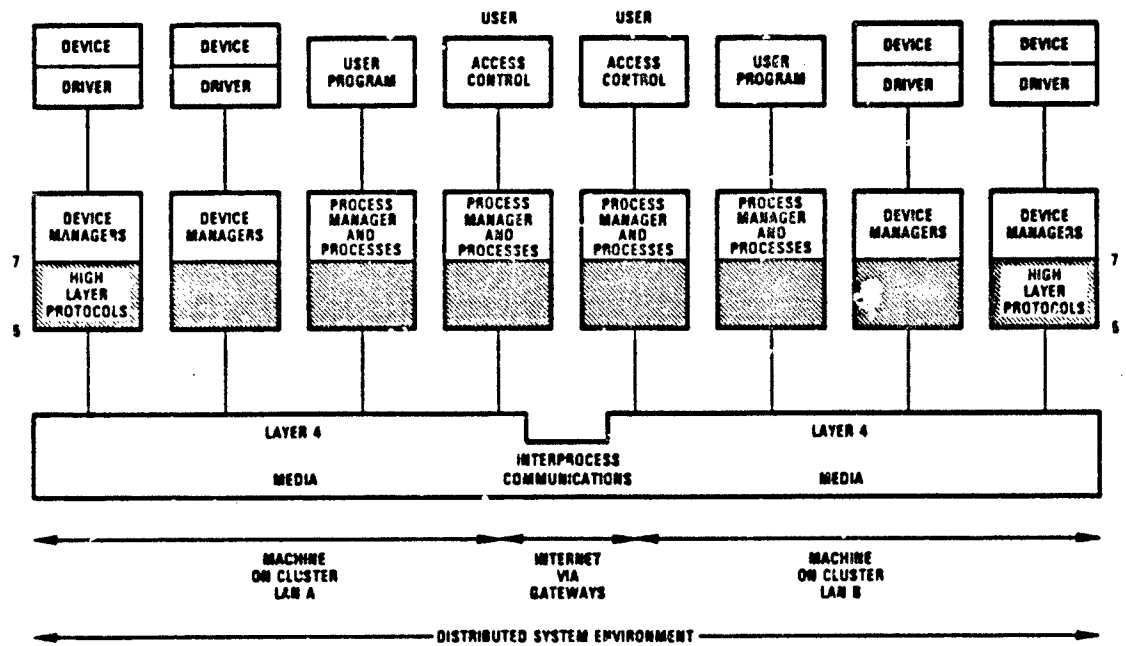 USER USER
DEVICE DEVICE USER PROGRAM ACCESS CONTROL ACCESS CONTROL USER PROGRAM DEVICE DEVICE
DRIVER DRIVER DRIVER DRIVER
DEVICE MANAGERS DEVICE MANAGERS PROCESS MANAGER AND PROCESSES PROCESS MANAGER AND PROCESSES PROCESS MANAGER AND PROCESSES PROCESS MANAGER AND PROCESSES DEVICE MANAGERS DEVICE MANAGERS
7 7
HIGH LAYER PROTOCOLS HIGH LAYER PROTOCOLS
LAYER 4 LAYER 4
INTERPROCESS
MEDIA COMMUNICATIONS MEDIA
MACHINE INTERNET MACHINE
ON CLUSTER VIA ON CLUSTER
LAN A GATEWAYS LAN B
DISTRIBUTED SYSTEM ENVIRONMENT